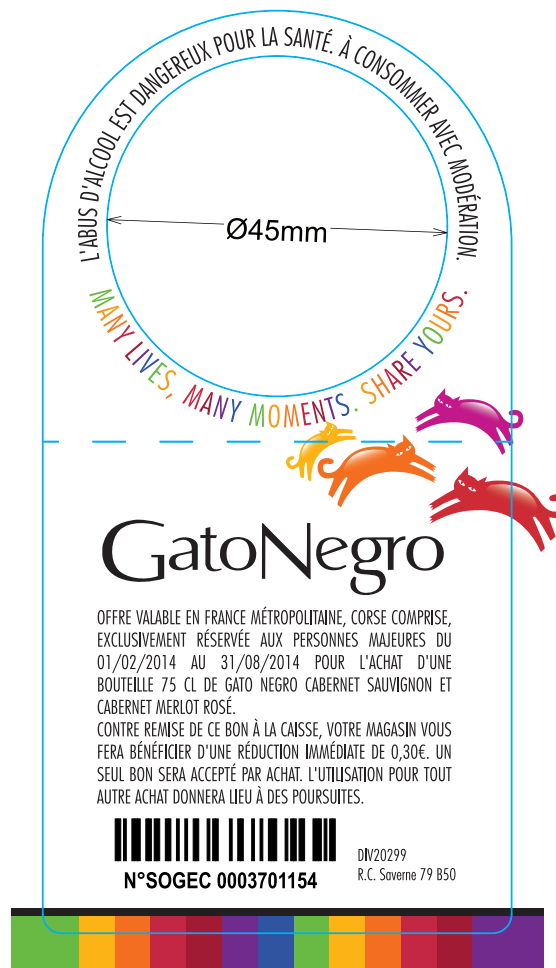 L'ABUS D'ALCOOL EST DANGEREUX POUR LA SANTÉ. À CONSOMMER AVEC MODÉRATION.
Ø45mm
MANY LIVES, MANY MOMENTS. SHARE YOURS.
GatoNegro
OFFRE VALABLE EN FRANCE MÉTROPOLITAINE, CORSE COMPRISE,
EXCLUSIVEMENT RÉSERVÉE AUX PERSONNES MAJEURES DU
01/02/2014 AU 31/08/2014 POUR L'ACHAT D'UNE
BOUTEILLE 75 CL DE GATO NEGRO CABERNET SAUVIGNON ET
CABERNET MERLOT ROSÉ.
CONTRE REMISE DE CE BON À LA CAISSE, VOTRE MAGASIN VOUS
FERA BÉNÉFICIER D'UNE RÉDUCTION IMMÉDIATE DE 0,30€. UN
SEUL BON SERA ACCEPTÉ PAR ACHAT. L'UTILISATION POUR TOUT
AUTRE ACHAT DONNERA LIEU À DES POURSUITES.
N°SOGEC 0003701154
DIV20299
R.C. Saverne 79 B50